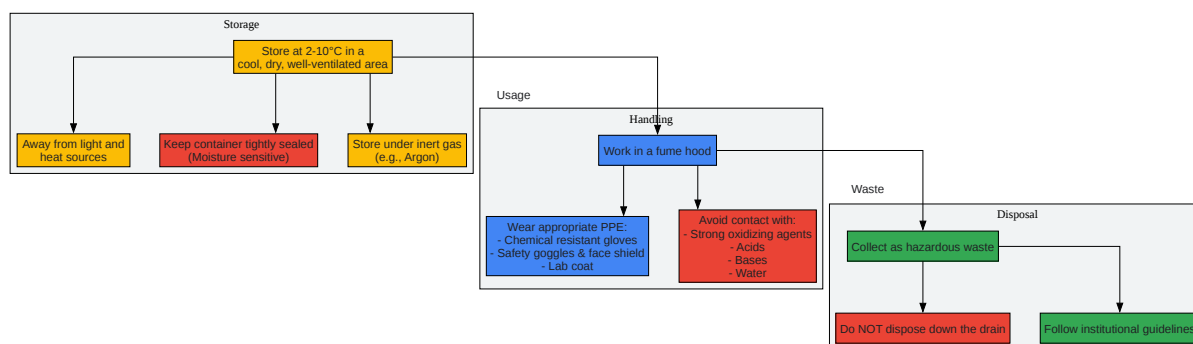 Storage
Store at 2-10°C in a
cool, dry, well-ventilated area
Away from light and
heat sources
Keep container tightly sealed
(Moisture sensitive)
Store under inert gas
(e.g., Argon)
Usage
Handling
Work in a fume hood
Wear appropriate PPE:
- Chemical resistant gloves
- Safety goggles & face shield
- Lab coat
Avoid contact with:
- Strong oxidizing agents
- Acids
- Bases
- Water
Waste
Disposal
Collect as hazardous waste
Do NOT dispose down the drain
Follow institutional guidelines